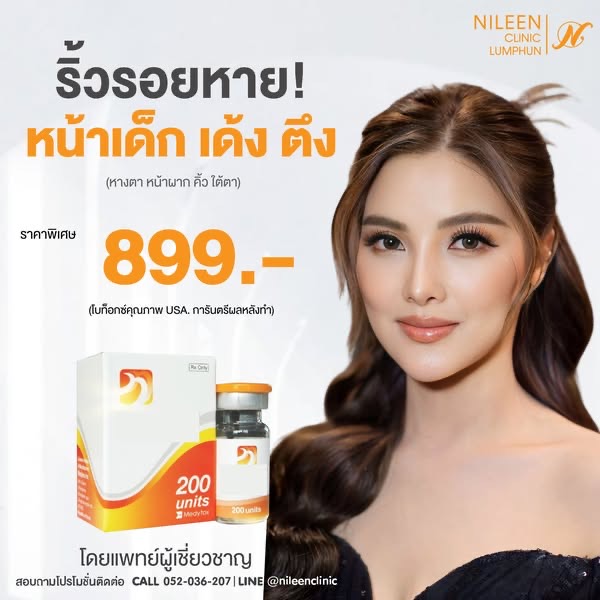 NILEEN
CLINIC
LUMPHUN
ริ้วรอยหาย!
หน้าเด็ก เด้ง ตึง
(หางตา หน้าผาก คิ้ว ใต้ตา)
ราคาพิเศษ
899.-
(โบท็อกซ์คุณภาพ USA. การันตรีผลหลังทำ)
Rx Only
200
units
Medytox
200 units
โดยแพทย์ผู้เชี่ยวชาญ
สอบถามโปรโมชั่นติดต่อ CALL 052-036-207 | LINE @nileenclinic